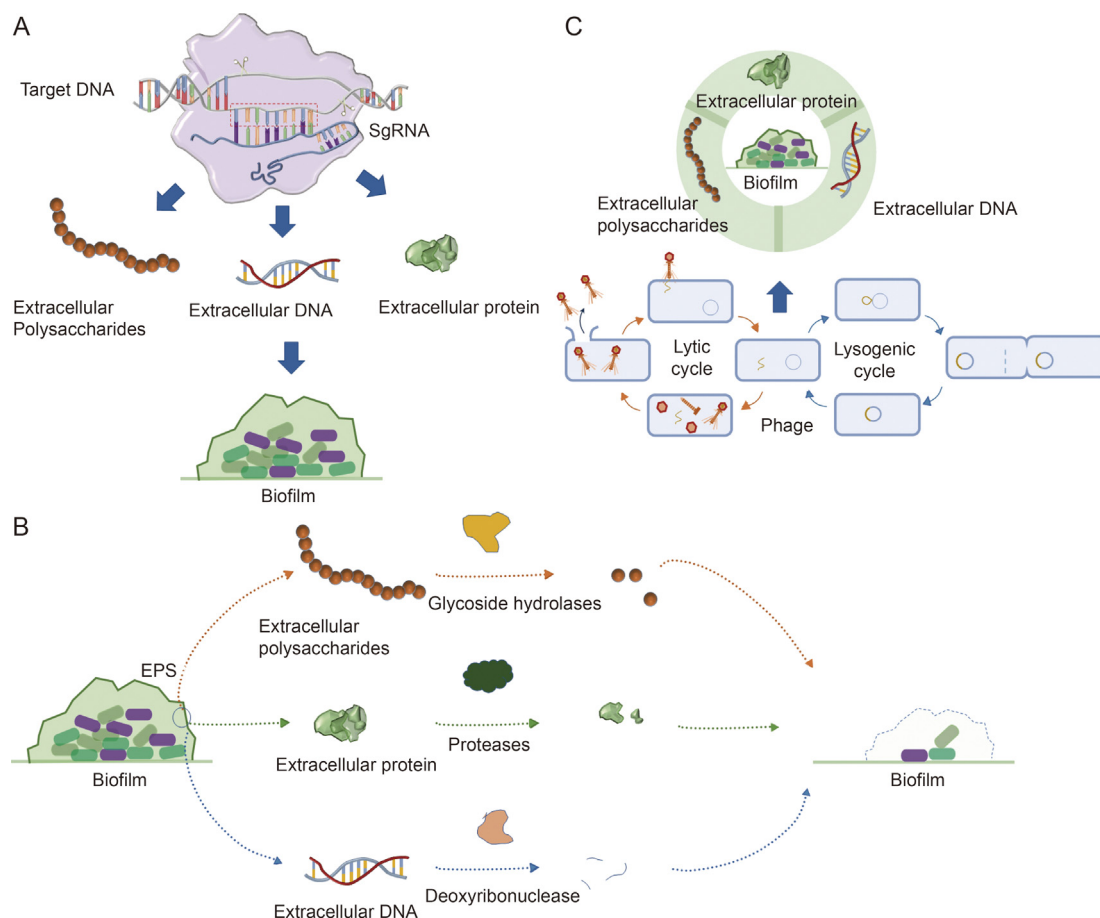 A
Target DNA
SgRNA
Extracellular
Polysaccharides
Extracellular DNA
Extracellular protein
Biofilm
C
Extracellular protein
Biofilm
Extracellular
polysaccharides
Extracellular DNA
Lytic
cycle
Lysogenic
cycle
Phage
B
Extracellular
polysaccharides
Glycoside hydrolases
EPS
Biofilm
Extracellular protein
Proteases
Biofilm
Extracellular DNA
Deoxyribonuclease